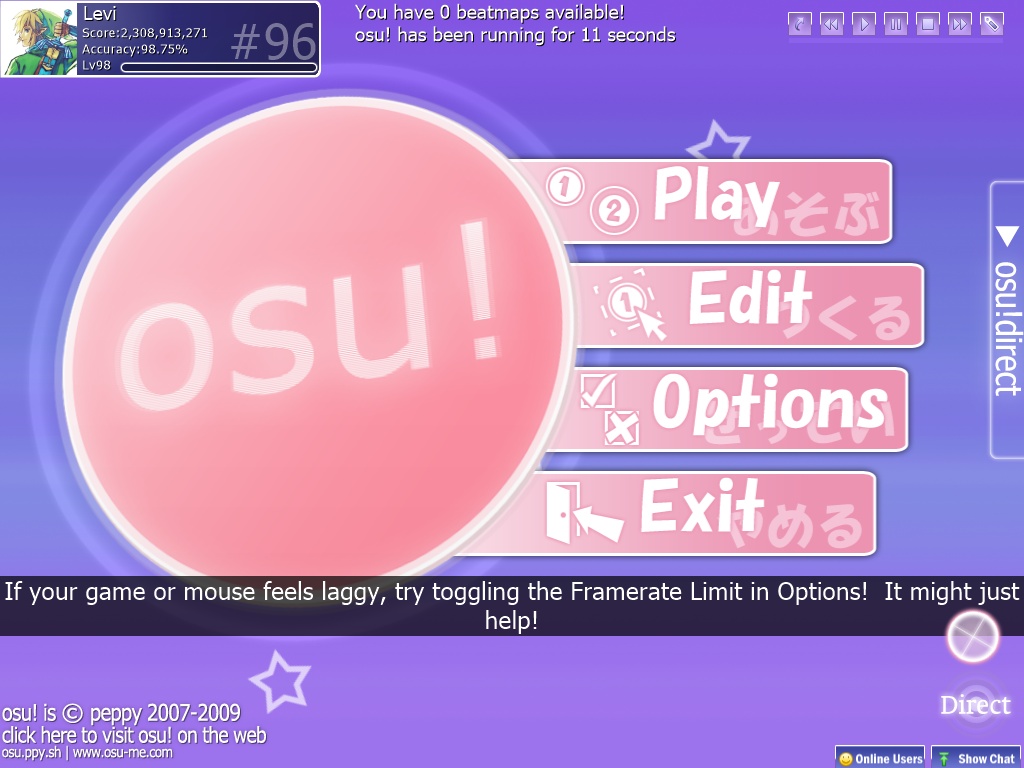 Levi
Score:2,308,913,271
Accuracy:98.75%
Lv98
#96
You have 0 beatmaps available!
osu! has been running for 11 seconds
osu!
1
2
Play
あそぶ
1
Edit
つくる
Options
せってい
Exit
やめる
osu!direct
If your game or mouse feels laggy, try toggling the Framerate Limit in Options! It might just
help!
Direct
osu! is © peppy 2007-2009
click here to visit osu! on the web
osu.ppy.sh | www.osu-me.com
Online Users
Show Chat